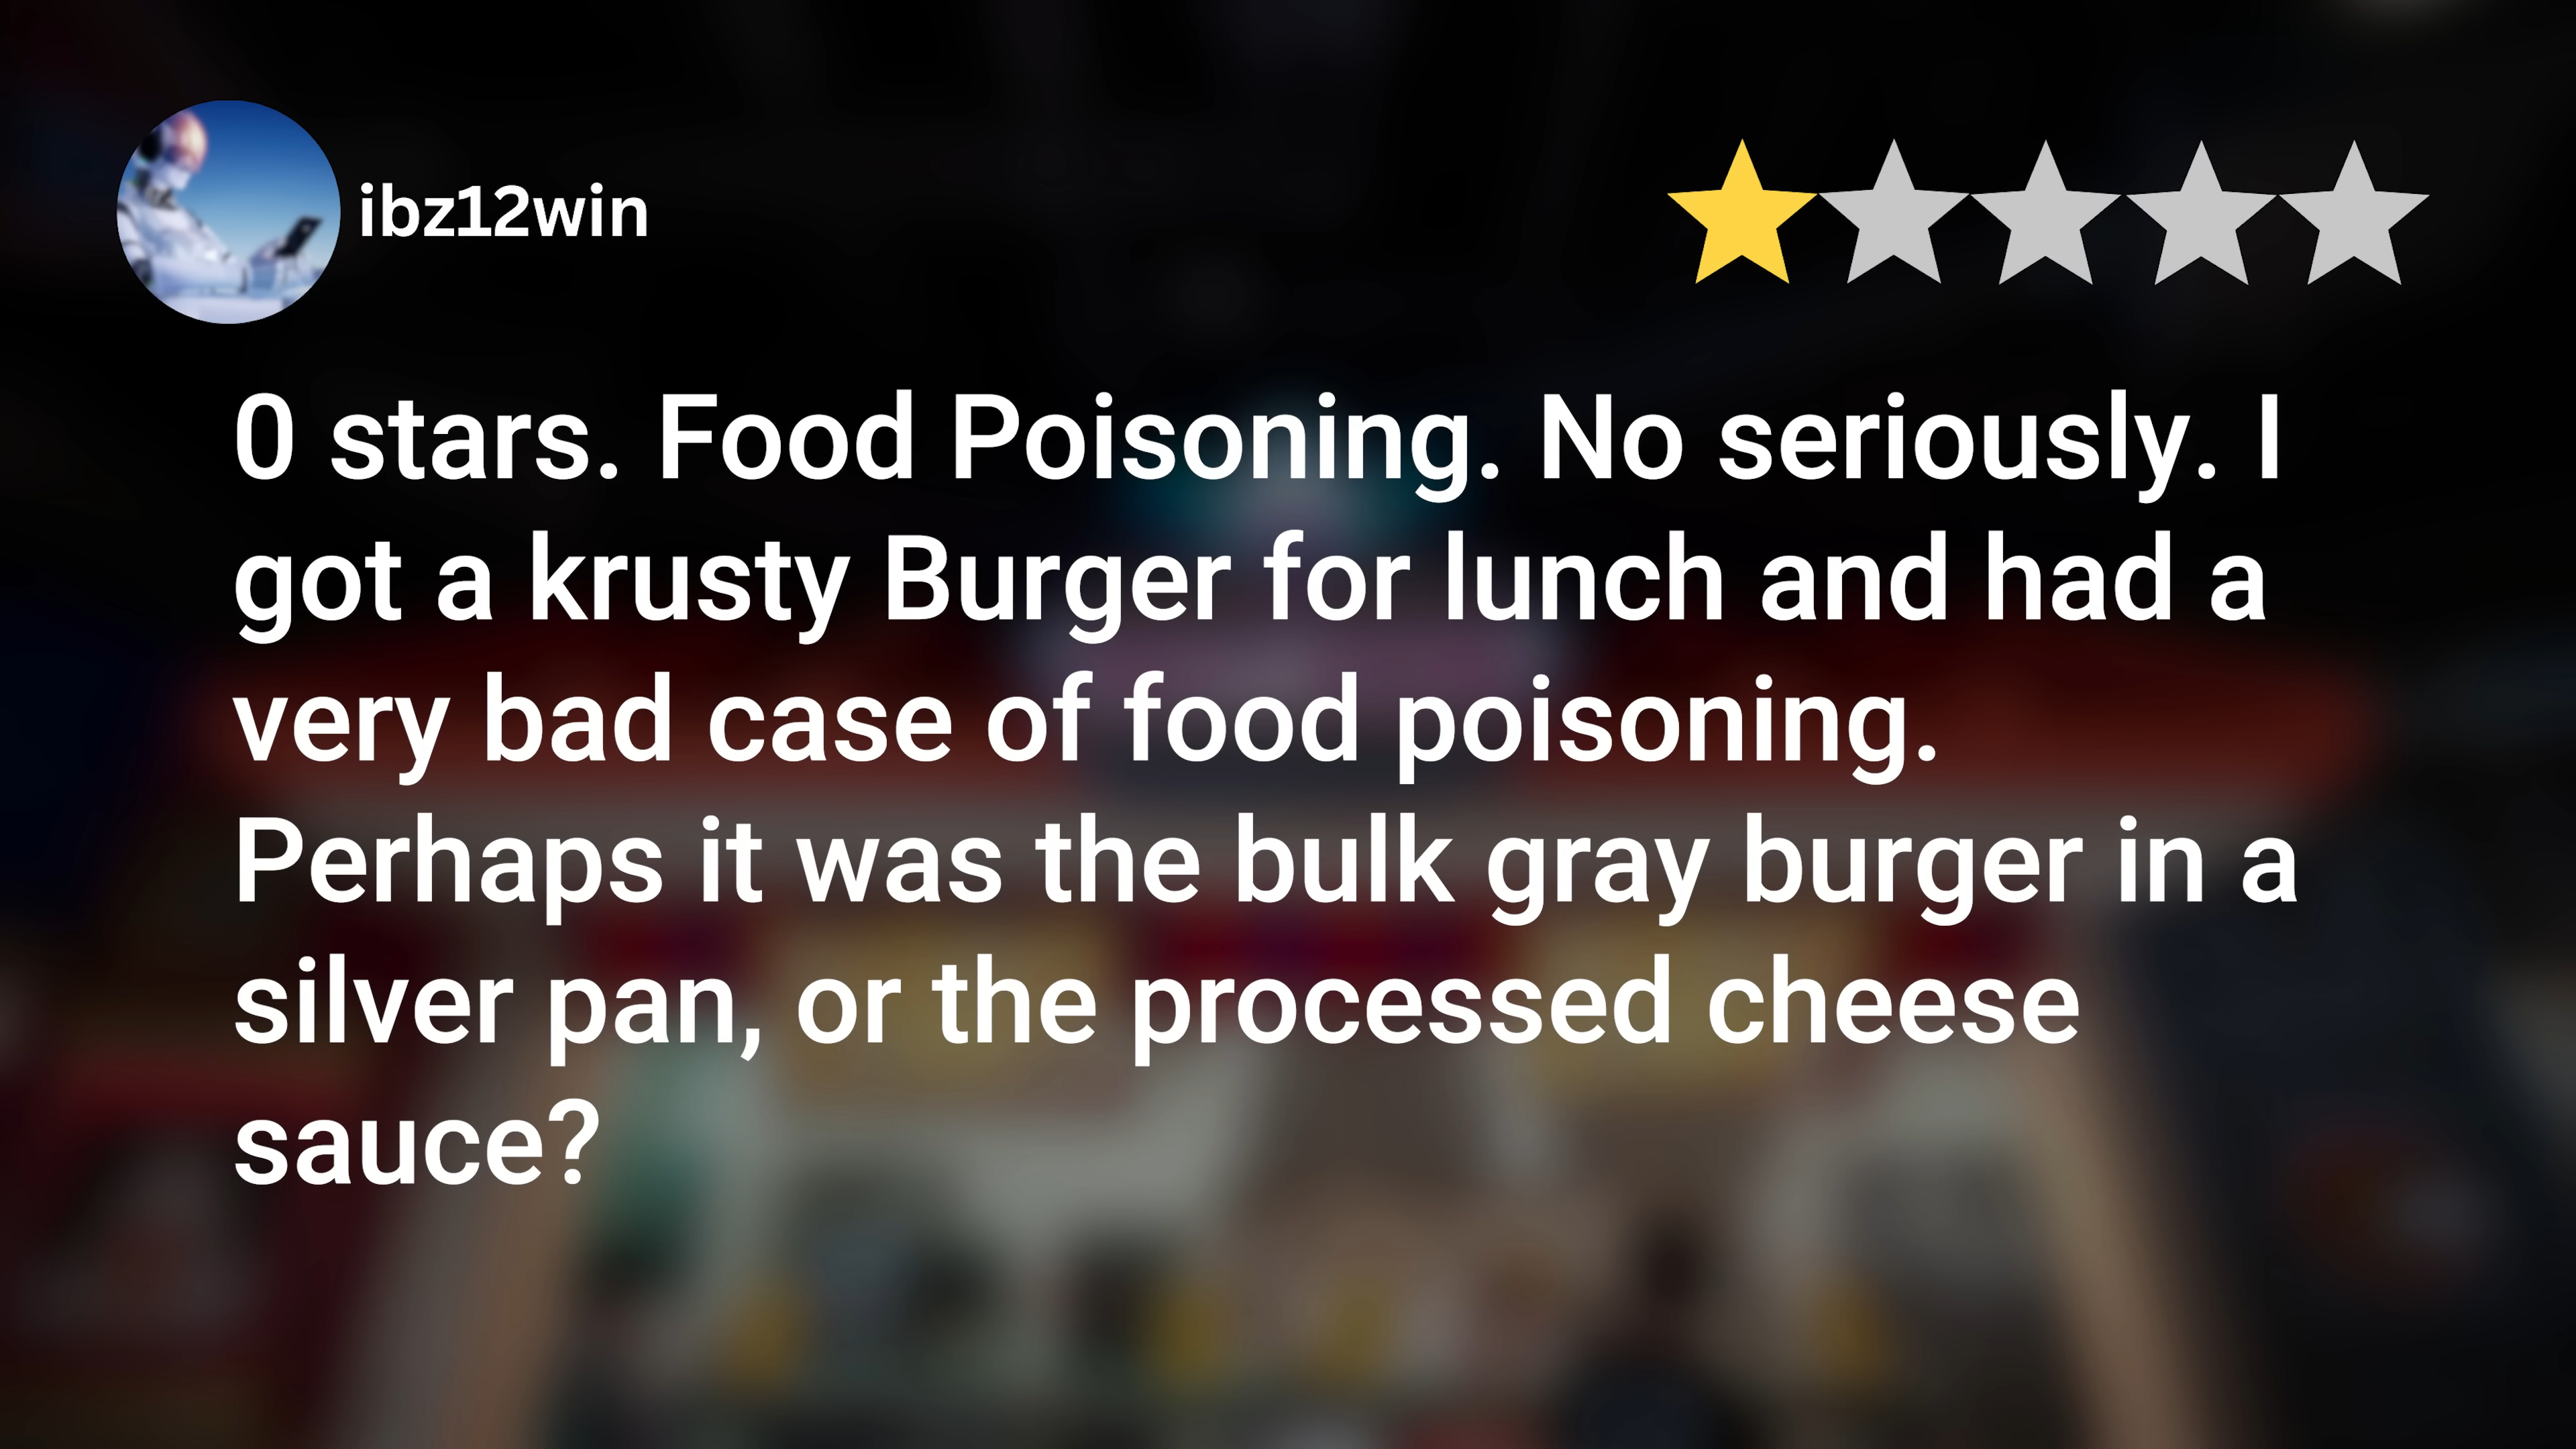 ibz12win
0 stars. Food Poisoning. No seriously. I
got a krusty Burger for lunch and had a
very bad case of food poisoning.
Perhaps it was the bulk gray burger in a
silver pan, or the processed cheese
sauce?